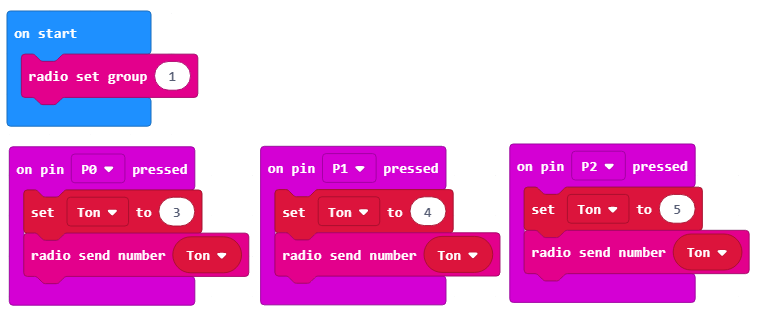 on start
radio set group 1
on pin P0 pressed
set Ton to 3
radio send number Ton
on pin P1 pressed
set Ton to 4
radio send number Ton
on pin P2 pressed
set Ton to 5
radio send number Ton